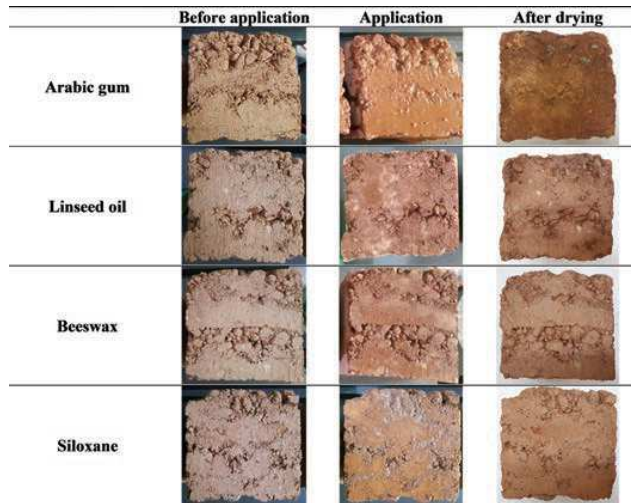 Before application Application After drying
Arabic gum
Linseed oil
Beeswax
Siloxane